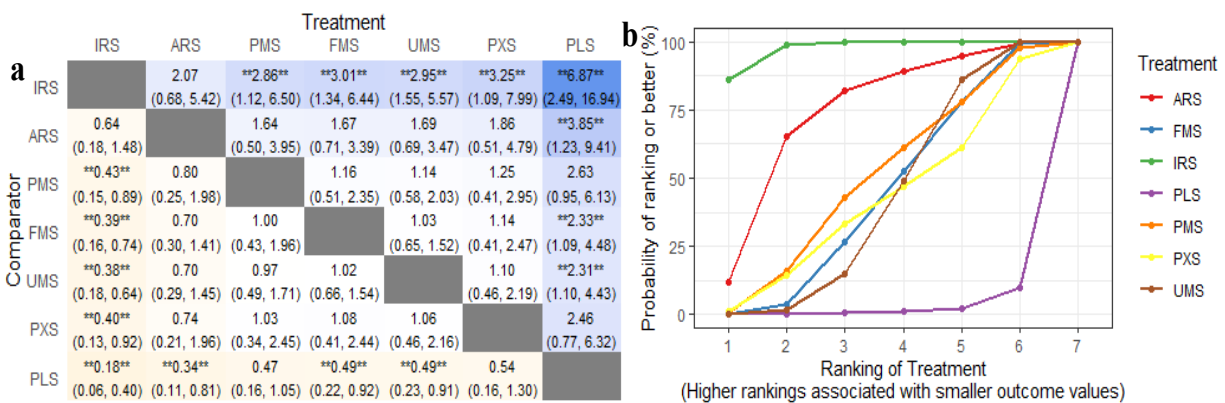 Treatment
IRS ARS PMS FMS UMS PXS PLS
a
Comparator
IRS
2.07 **2.86** **3.01** **2.95** **3.25** **6.87**
(0.68, 5.42) (1.12, 6.50) (1.34, 6.44) (1.55, 5.57) (1.09, 7.99) (2.49, 16.94)
ARS
0.64 1.64 1.67 1.69 1.86 **3.85**
(0.18, 1.48) (0.50, 3.95) (0.71, 3.39) (0.69, 3.47) (0.51, 4.79) (1.23, 9.41)
PMS
**0.43** 0.80 1.16 1.14 1.25 2.63
(0.15, 0.89) (0.25, 1.98) (0.51, 2.35) (0.58, 2.03) (0.41, 2.95) (0.95, 6.13)
FMS
**0.39** 0.70 1.00 1.03 1.14 **2.33**
(0.16, 0.74) (0.30, 1.41) (0.43, 1.96) (0.65, 1.52) (0.41, 2.47) (1.09, 4.48)
UMS
**0.38** 0.70 0.97 1.02 1.10 **2.31**
(0.18, 0.64) (0.29, 1.45) (0.49, 1.71) (0.66, 1.54) (0.46, 2.19) (1.10, 4.43)
PXS
**0.40** 0.74 1.03 1.08 1.06 2.46
(0.13, 0.92) (0.21, 1.96) (0.34, 2.45) (0.41, 2.44) (0.46, 2.16) (0.77, 6.32)
PLS
**0.18** **0.34** 0.47 **0.49** **0.49** 0.54
(0.06, 0.40) (0.11, 0.81) (0.16, 1.05) (0.22, 0.92) (0.23, 0.91) (0.16, 1.30)
b
Probability of ranking or better (%)
100
75
50
25
0
1 2 3 4 5 6 7
Ranking of Treatment
(Higher rankings associated with smaller outcome values)
Treatment
ARS
FMS
IRS
PLS
PMS
PXS
UMS